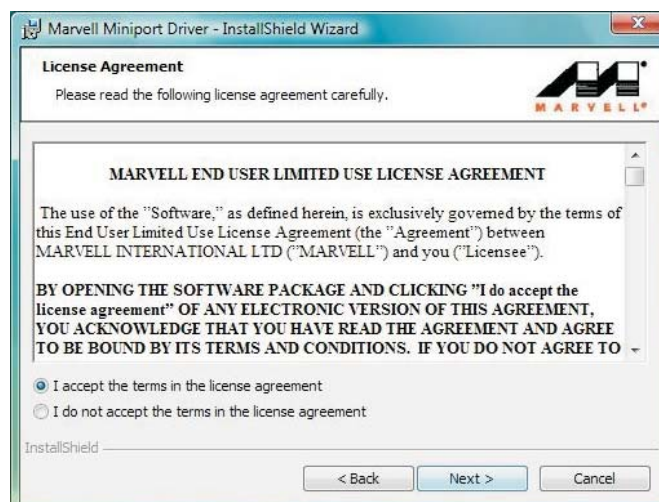 Marvell Miniport Driver - InstallShield Wizard
License Agreement
Please read the following license agreement carefully.
MARVELL®
MARVELL END USER LIMITED USE LICENSE AGREEMENT
The use of the "Software," as defined herein, is exclusively governed by the terms of
this End User Limited Use License Agreement (the "Agreement") between
MARVELL INTERNATIONAL LTD ("MARVELL") and you ("Licensee").
BY OPENING THE SOFTWARE PACKAGE AND CLICKING "I do accept the
license agreement" OF ANY ELECTRONIC VERSION OF THIS AGREEMENT,
YOU ACKNOWLEDGE THAT YOU HAVE READ THE AGREEMENT AND AGREE
TO BE BOUND BY ITS TERMS AND CONDITIONS. IF YOU DO NOT AGREE TO
I accept the terms in the license agreement
I do not accept the terms in the license agreement
InstallShield
< Back Next > Cancel